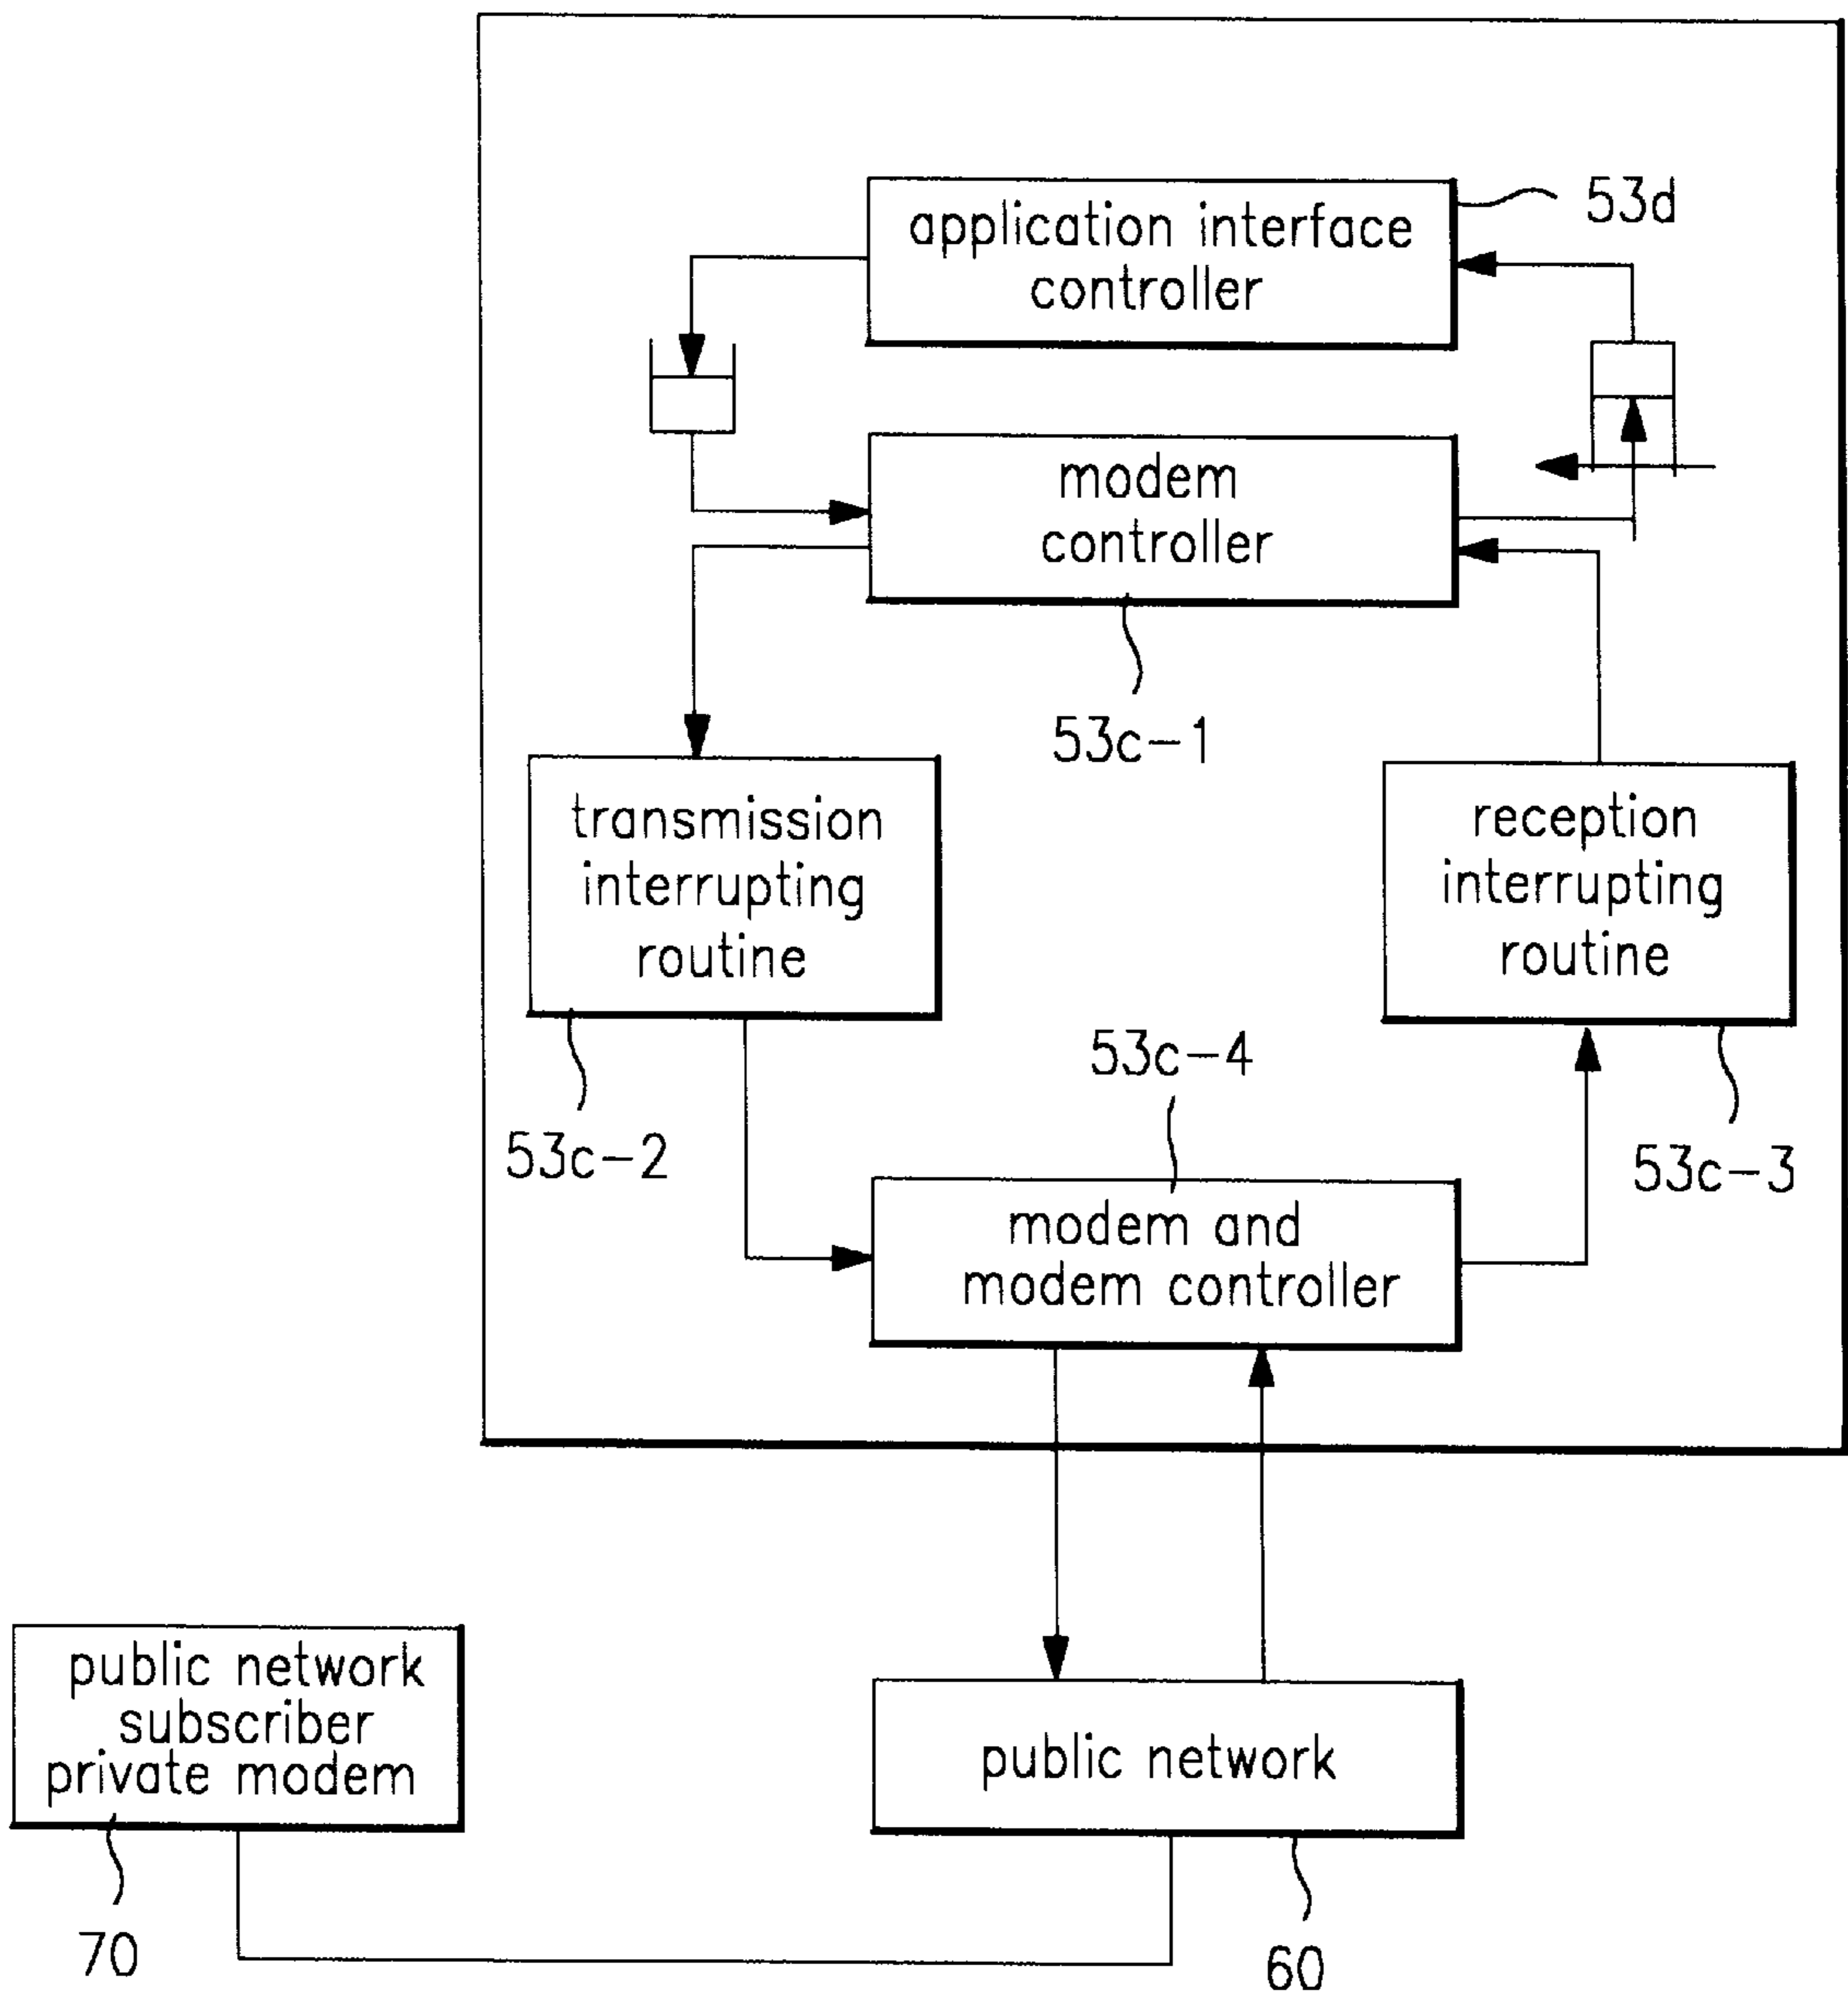 application interface
controller
53d
modem
controller
53c-1
transmission
interrupting
routine
reception
interrupting
routine
53c-4
53c-2
53c-3
modem and
modem controller
public network
subscriber
private modem
public network
70
60